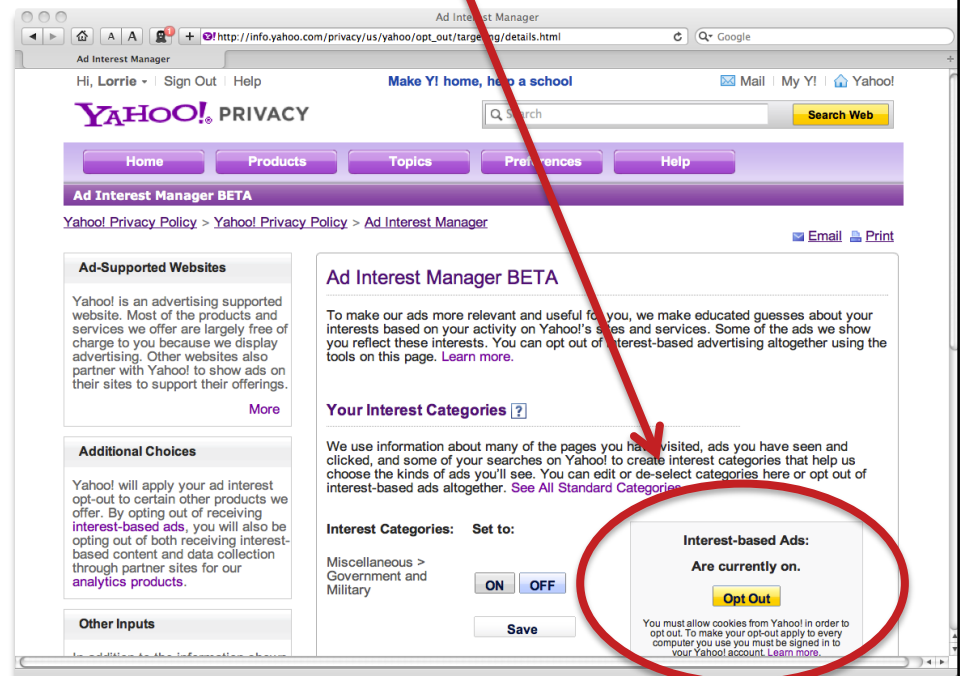 Ad Interest Manager
A A 1 + http://info.yahoo.com/privacy/us/yahoo/opt_out/targeting/details.html Google
Ad Interest Manager
Hi, Lorrie Sign Out Help Make Y! home, help a school Mail My Y! Yahoo!
YAHOO!® PRIVACY Search Search Web
Home Products Topics Preferences Help
Ad Interest Manager BETA
Yahoo! Privacy Policy > Yahoo! Privacy Policy > Ad Interest Manager
Email Print
Ad-Supported Websites
Yahoo! is an advertising supported
website. Most of the products and
services we offer are largely free of
charge to you because we display
advertising. Other websites also
partner with Yahoo! to show ads on
their sites to support their offerings.
More
Additional Choices
Yahoo! will apply your ad interest
opt-out to certain other products we
offer. By opting out of receiving
interest-based ads, you will also be
opting out of both receiving interest-
based content and data collection
through partner sites for our
analytics products.
Other Inputs
In addition to the information shown
Ad Interest Manager BETA
To make our ads more relevant and useful for you, we make educated guesses about your
interests based on your activity on Yahoo!'s sites and services. Some of the ads we show
you reflect these interests. You can opt out of interest-based advertising altogether using the
tools on this page. Learn more.
Your Interest Categories ?
We use information about many of the pages you have visited, ads you have seen and
clicked, and some of your searches on Yahoo! to create interest categories that help us
choose the kinds of ads you'll see. You can edit or de-select categories here or opt out of
interest-based ads altogether. See All Standard Categories
Interest Categories: Set to:
Miscellaneous >
Government and
Military
ON OFF
Save
Interest-based Ads:
Are currently on.
Opt Out
You must allow cookies from Yahoo! in order to
opt out. To make your opt-out apply to every
computer you use you must be signed in to
your Yahoo! account. Learn more.